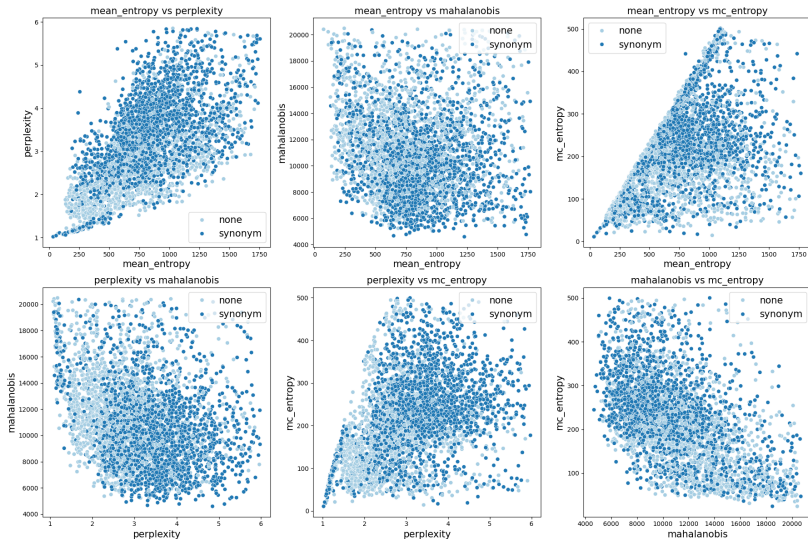 mean_entropy vs perplexity
6
5
4
3
2
1
perplexity
0
250
500
750
1000
1250
1500
1750
mean_entropy
none
synonym
mean_entropy vs mahalanobis
20000
18000
16000
14000
12000
10000
8000
6000
4000
mahalanobis
0
250
500
750
1000
1250
1500
1750
mean_entropy
none
synonym
mean_entropy vs mc_entropy
500
400
300
200
100
0
mc_entropy
0
250
500
750
1000
1250
1500
1750
mean_entropy
none
synonym
perplexity vs mahalanobis
20000
18000
16000
14000
12000
10000
8000
6000
4000
mahalanobis
1
2
3
4
5
6
perplexity
none
synonym
perplexity vs mc_entropy
500
400
300
200
100
0
mc_entropy
1
2
3
4
5
6
perplexity
none
synonym
mahalanobis vs mc_entropy
500
400
300
200
100
mc_entropy
4000
6000
8000
10000
12000
14000
16000
18000
20000
mahalanobis
none
synonym